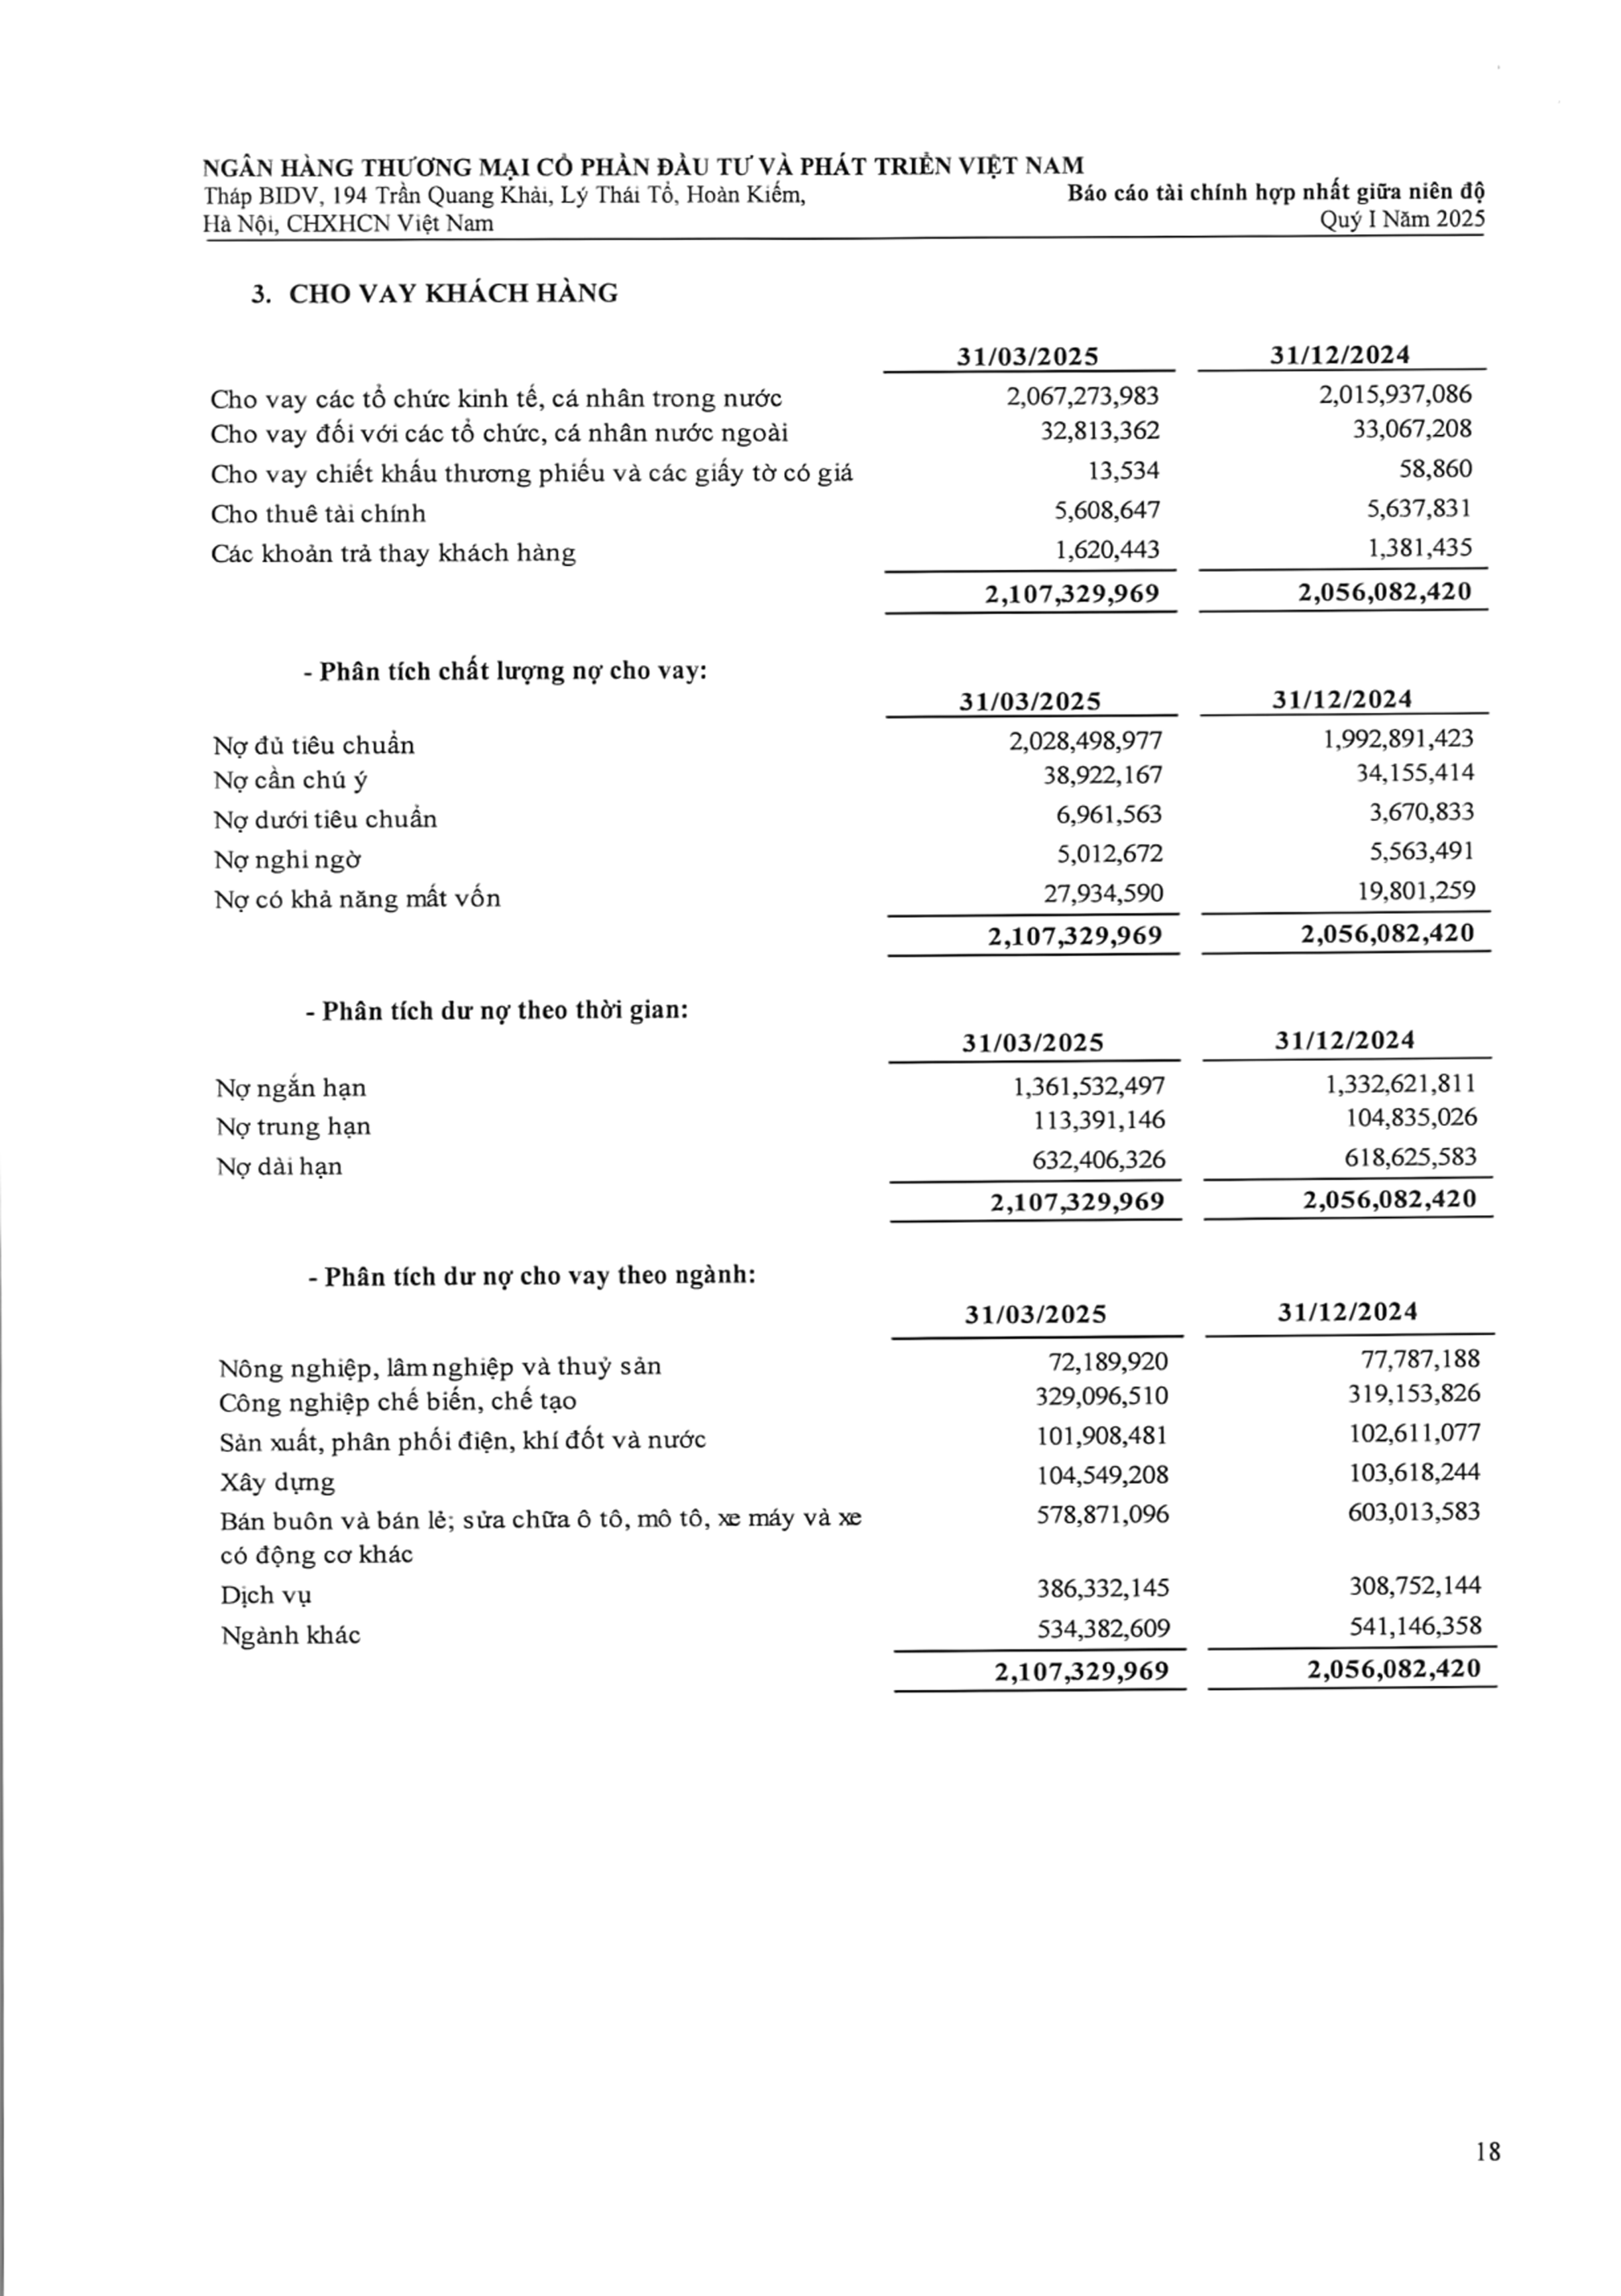 NGÂN HÀNG THƯƠNG MẠI CỔ PHẦN ĐẦU TƯ VÀ PHÁT TRIỂN VIỆT NAM
Tháp BIDV, 194 Trần Quang Khải, Lý Thái Tổ, Hoàn Kiếm, Báo cáo tài chính hợp nhất giữa niên độ
Hà Nội, CHXHCN Việt Nam Quý I Năm 2025
3. CHO VAY KHÁCH HÀNG
31/03/2025 31/12/2024
Cho vay các tổ chức kinh tế, cá nhân trong nước 2,067,273,983 2,015,937,086
Cho vay đối với các tổ chức, cá nhân nước ngoài 32,813,362 33,067,208
Cho vay chiết khấu thương phiếu và các giấy tờ có giá 13,534 58,860
Cho thuê tài chính 5,608,647 5,637,831
Các khoản trả thay khách hàng 1,620,443 1,381,435
2,107,329,969 2,056,082,420
- Phân tích chất lượng nợ cho vay:
31/03/2025 31/12/2024
Nợ đủ tiêu chuẩn 2,028,498,977 1,992,891,423
Nợ cần chú ý 38,922,167 34,155,414
Nợ dưới tiêu chuẩn 6,961,563 3,670,833
Nợ nghi ngờ 5,012,672 5,563,491
Nợ có khả năng mất vốn 27,934,590 19,801,259
2,107,329,969 2,056,082,420
- Phân tích dư nợ theo thời gian:
31/03/2025 31/12/2024
Nợ ngắn hạn 1,361,532,497 1,332,621,811
Nợ trung hạn 113,391,146 104,835,026
Nợ dài hạn 632,406,326 618,625,583
2,107,329,969 2,056,082,420
- Phân tích dư nợ cho vay theo ngành:
31/03/2025 31/12/2024
Nông nghiệp, lâm nghiệp và thuỷ sản 72,189,920 77,787,188
Công nghiệp chế biến, chế tạo 329,096,510 319,153,826
Sản xuất, phân phối điện, khí đốt và nước 101,908,481 102,611,077
Xây dựng 104,549,208 103,618,244
Bán buôn và bán lẻ; sửa chữa ô tô, mô tô, xe máy và xe 578,871,096 603,013,583
có động cơ khác
Dịch vụ 386,332,145 308,752,144
Ngành khác 534,382,609 541,146,358
2,107,329,969 2,056,082,420
18